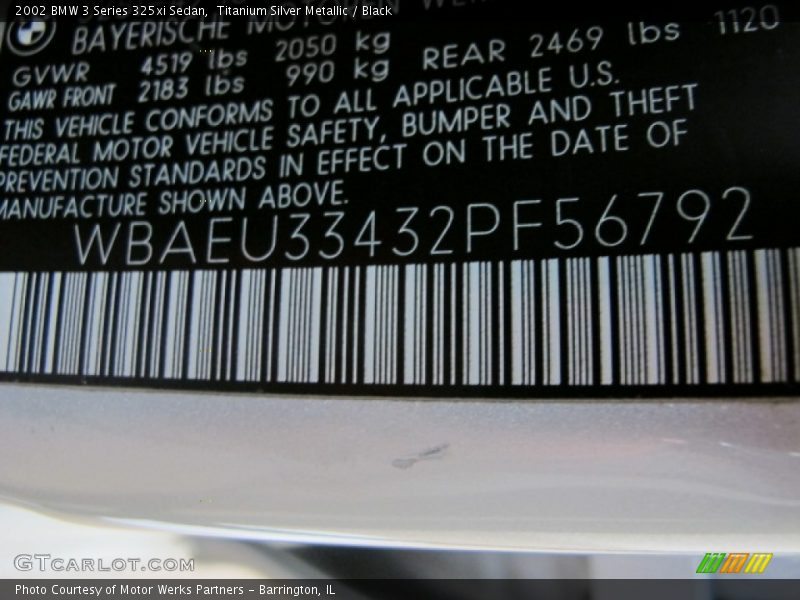 2002 BMW 3 Series 325xi Sedan, Titanium Silver Metallic / Black
BAYERISCHE MOTOREN WERKE
GVWR 4519 lbs 2050 kg
GAWR FRONT 2183 lbs 990 kg REAR 2469 lbs 1120
THIS VEHICLE CONFORMS TO ALL APPLICABLE U.S.
FEDERAL MOTOR VEHICLE SAFETY, BUMPER AND THEFT
PREVENTION STANDARDS IN EFFECT ON THE DATE OF
MANUFACTURE SHOWN ABOVE.
WBAEU33432PF56792
GTCARLOT.COM
Photo Courtesy of Motor Werks Partners - Barrington, IL